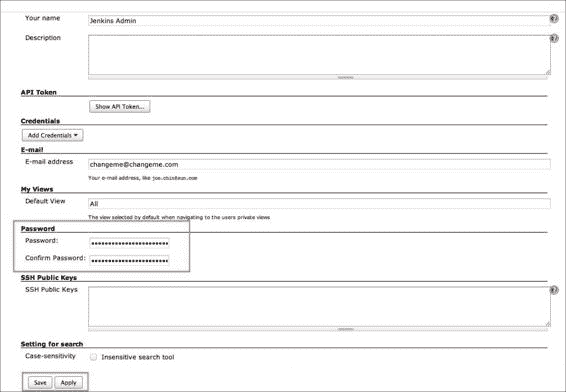 Your name
Jenkins Admin
Description
API Token
Show API Token...
Credentials
Add Credentials
E-mail
E-mail address
changeme@changeme.com
Your e-mail address, like joe.chin@sun.com
My Views
Default View
All
The view selected by default when navigating to the users private views
Password
Password:
Confirm Password:
SSH Public Keys
SSH Public Keys
Setting for search
Case-sensitivity
Insensitive search tool
Save
Apply